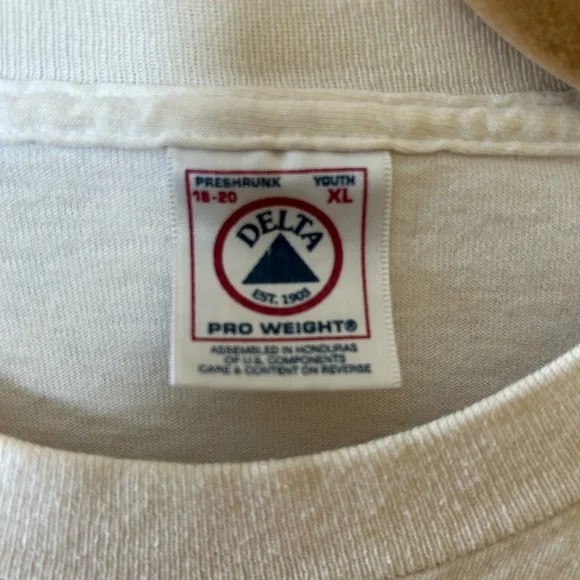 PRESHRUNK YOUTH
18-20 XL
DELTA
EST. 1903
PRO WEIGHT®
ASSEMBLED IN HONDURAS
OF U.S. COMPONENTS
CARE & CONTENT ON REVERSE